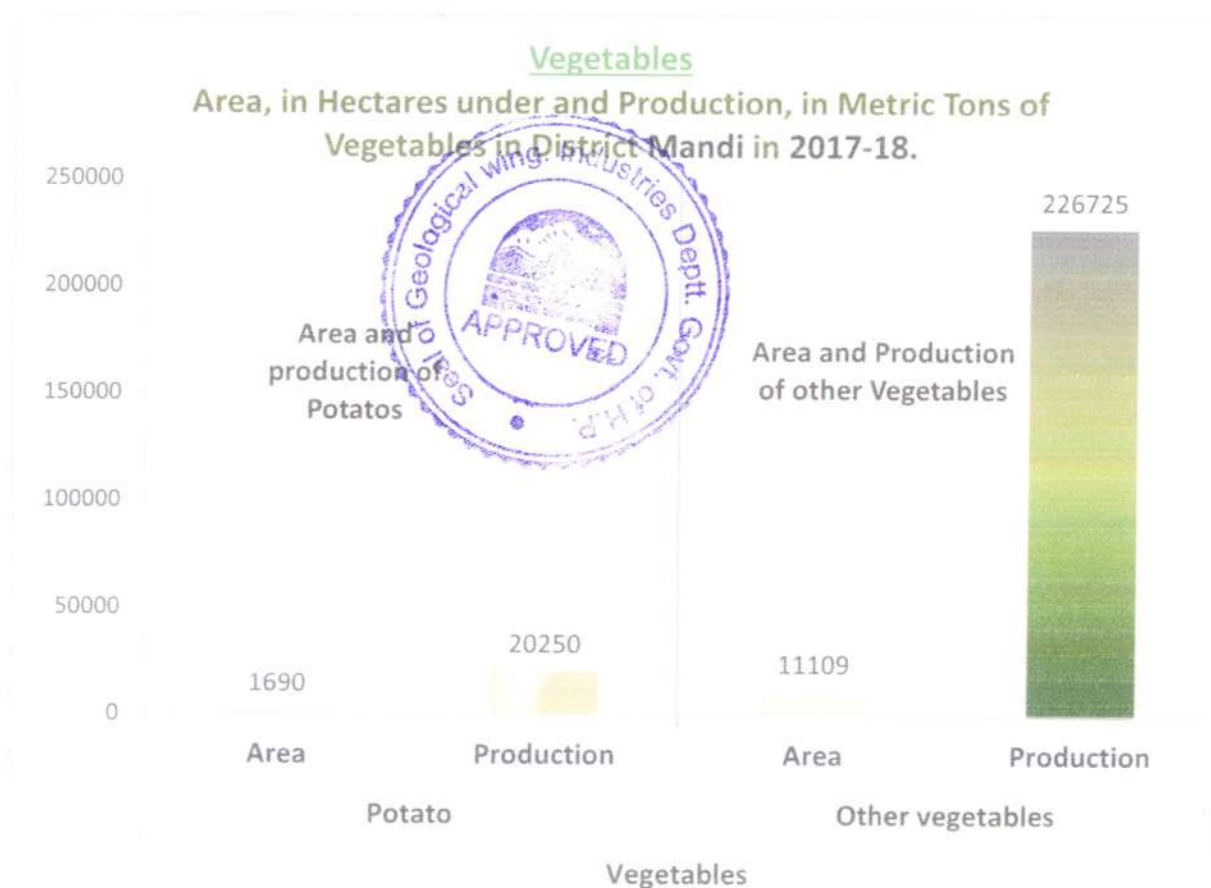 Vegetables
Area, in Hectares under and Production, in Metric Tons of
Vegetables in District Mandi in 2017-18.
250000
200000
150000
100000
50000
0
Area and
production of
Potatos
Seal of Geological wing. Industries Deptt. Govt. of H.P.
APPROVED
Area and Production
of other Vegetables
1690
20250
11109
226725
Area
Production
Area
Production
Potato
Other vegetables
Vegetables